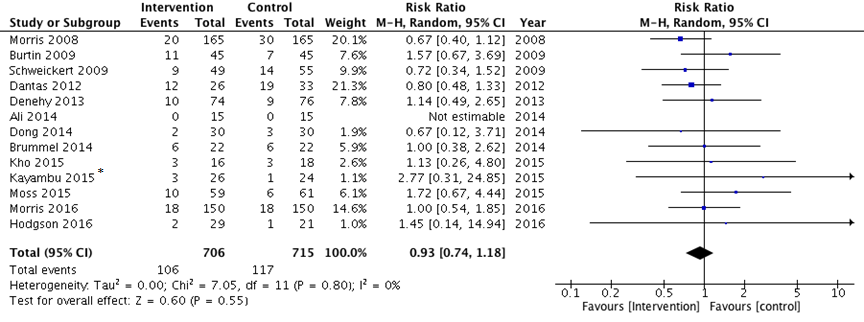 Intervention Control Risk Ratio Risk Ratio
Study or Subgroup Events Total Events Total Weight M-H, Random, 95% CI Year M-H, Random, 95% CI
Morris 2008 20 165 30 165 20.1% 0.67 [0.40, 1.12] 2008
Burtin 2009 11 45 7 45 7.6% 1.57 [0.67, 3.69] 2009
Schweickert 2009 9 49 14 55 9.9% 0.72 [0.34, 1.52] 2009
Dantas 2012 12 26 19 33 21.3% 0.80 [0.48, 1.33] 2012
Denehy 2013 10 74 9 76 7.8% 1.14 [0.49, 2.65] 2013
Ali 2014 0 15 0 15 Not estimable 2014
Dong 2014 2 30 3 30 1.9% 0.67 [0.12, 3.71] 2014
Brummel 2014 6 22 6 22 5.9% 1.00 [0.38, 2.62] 2014
Kho 2015 3 16 3 18 2.6% 1.13 [0.26, 4.80] 2015
Kayambu 2015 * 3 26 1 24 1.1% 2.77 [0.31, 24.85] 2015
Moss 2015 10 59 6 61 6.1% 1.72 [0.67, 4.44] 2015
Morris 2016 18 150 18 150 14.6% 1.00 [0.54, 1.85] 2016
Hodgson 2016 2 29 1 21 1.0% 1.45 [0.14, 14.94] 2016
Total (95% CI) 706 715 100.0% 0.93 [0.74, 1.18]
Total events 106 117
Heterogeneity: Tau² = 0.00; Chi² = 7.05, df = 11 (P = 0.80); I² = 0%
Test for overall effect: Z = 0.60 (P = 0.55)
0.1 0.2 0.5 1 2 5 10
Favours [Intervention] Favours [control]